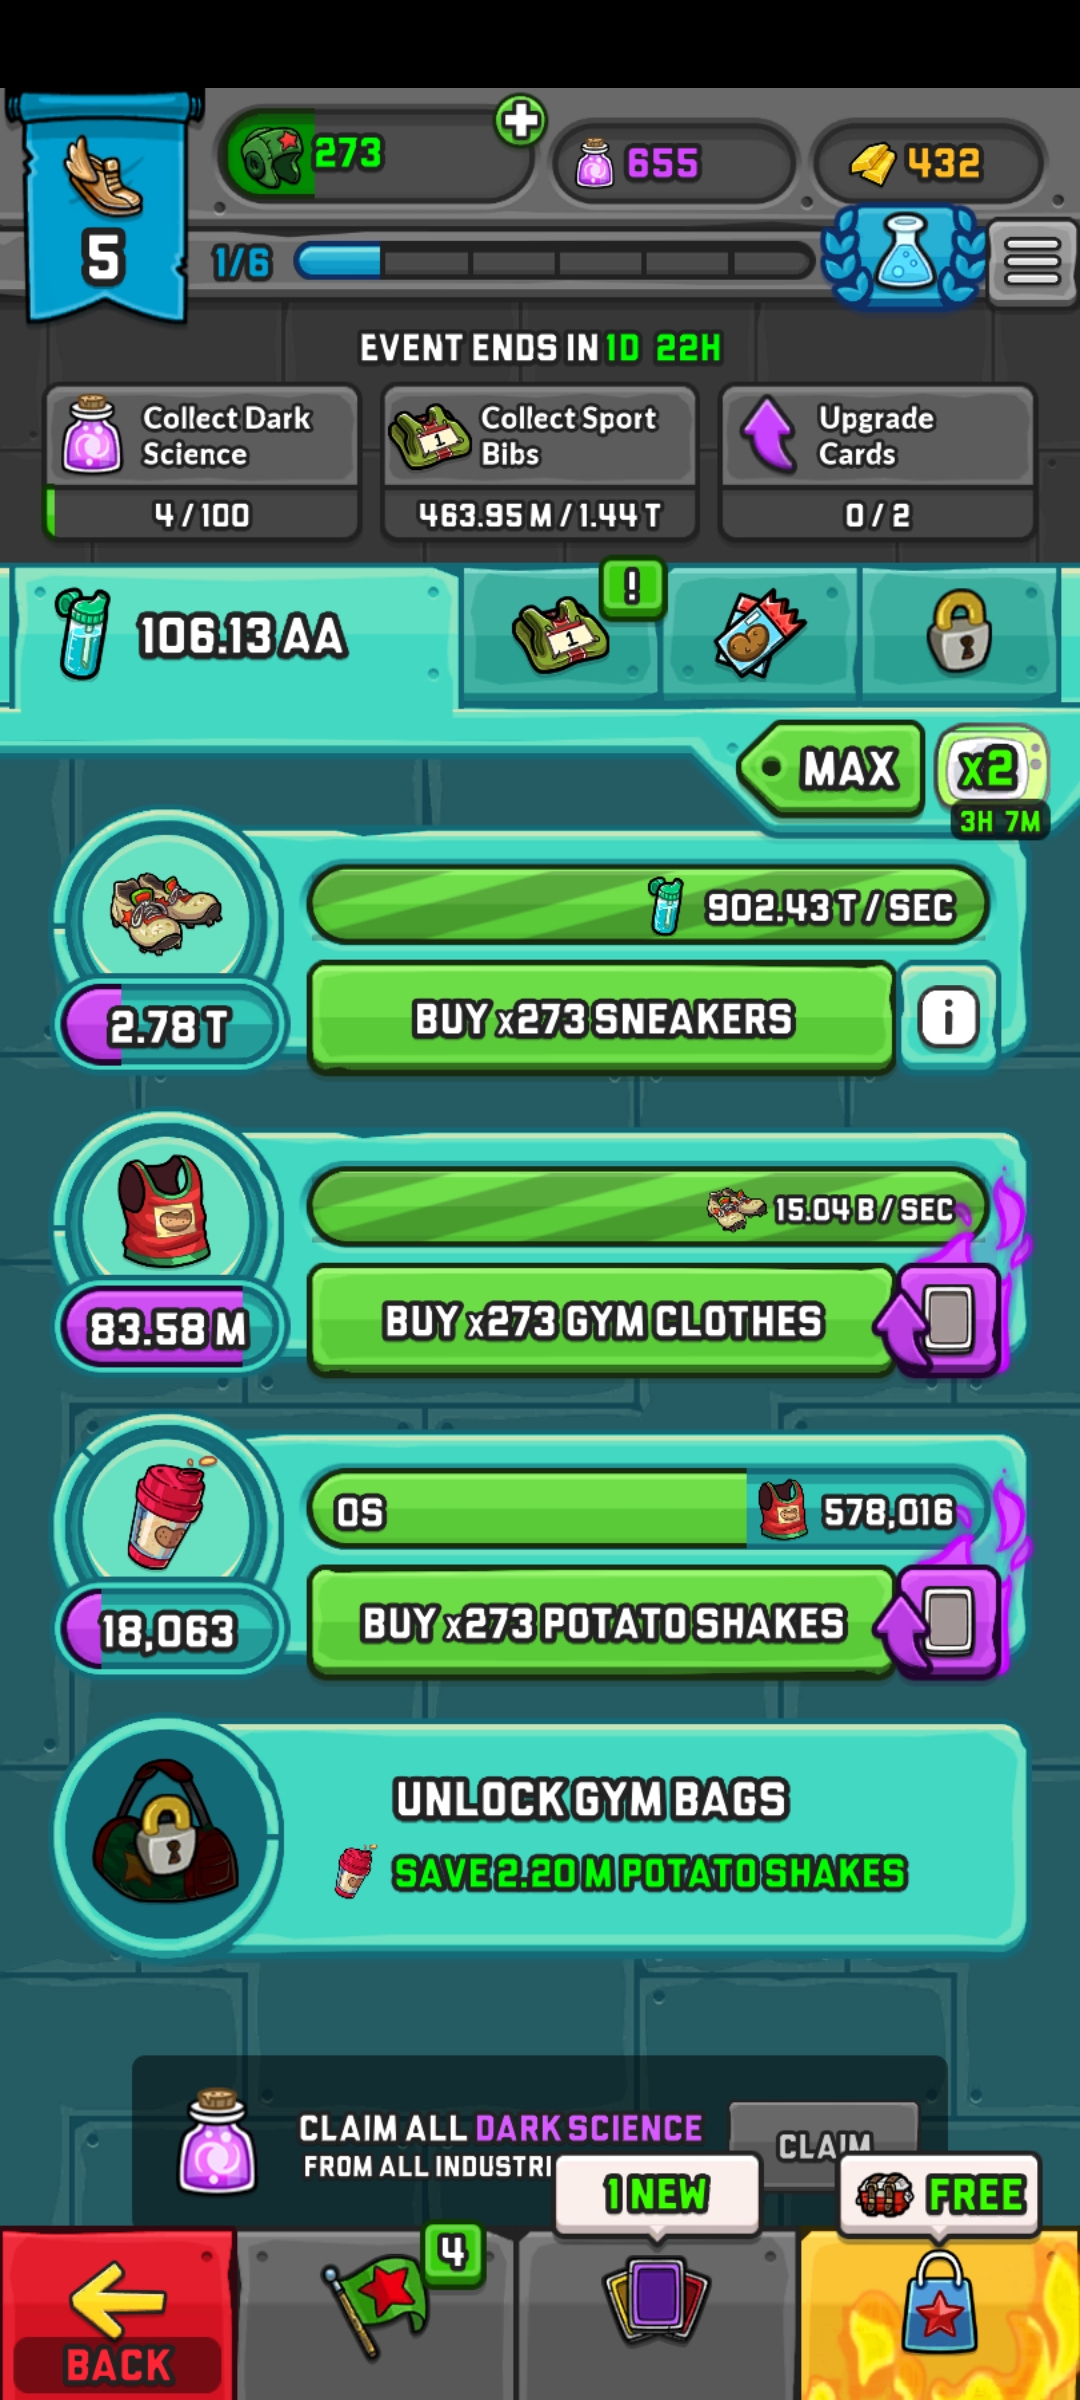 273
655
432
5
1/6
EVENT ENDS IN 1D 22H
Collect Dark
Science
4 / 100
Collect Sport
Bibs
463.95 M / 1.44 T
Upgrade
Cards
0 / 2
106.13 AA
1
!
MAX
x2
3H 7M
902.43 T / SEC
2.78 T
BUY x273 SNEAKERS
i
15.04 B / SEC
83.58 M
BUY x273 GYM CLOTHES
0S
578,016
18,063
BUY x273 POTATO SHAKES
UNLOCK GYM BAGS
SAVE 2.20 M POTATO SHAKES
CLAIM ALL DARK SCIENCE
FROM ALL INDUSTRI
CLAIM
1 NEW
FREE
4
BACK